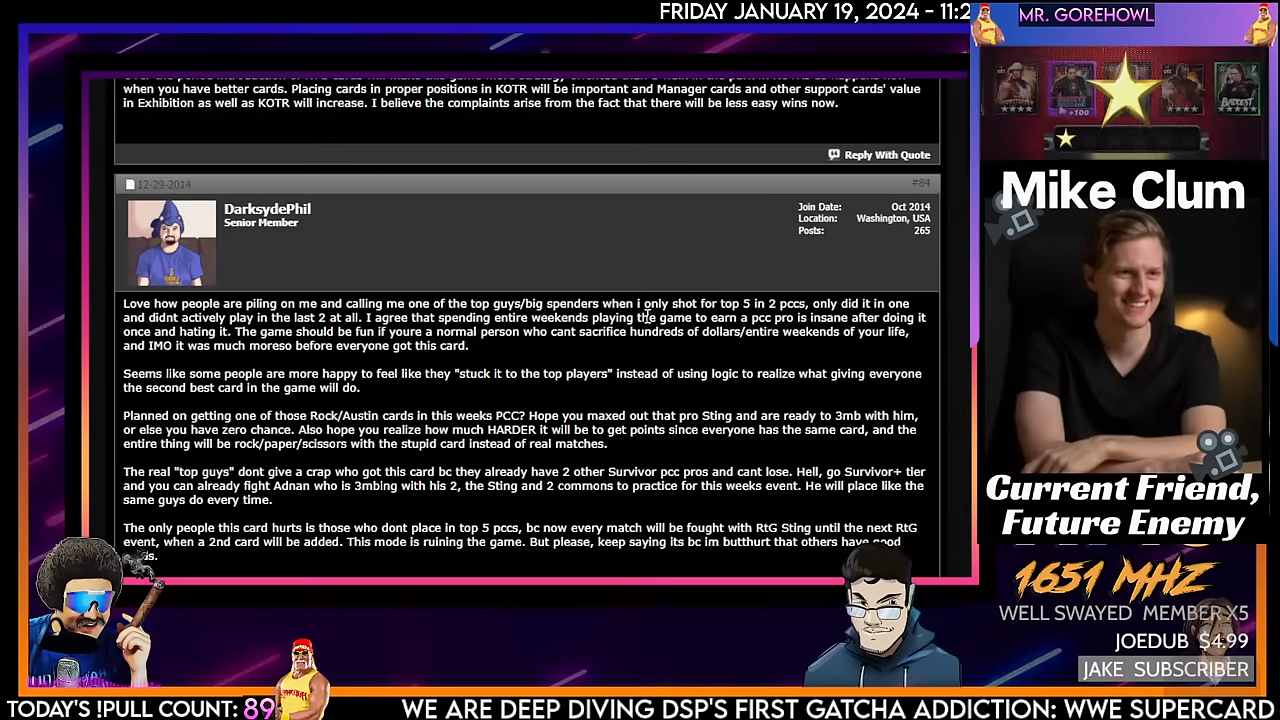 FRIDAY JANUARY 19, 2024 - 11:2
MR. GOREHOWL
when you have better cards. Placing cards in proper positions in KOTR will be important and Manager cards and other support cards' value
in Exhibition as well as KOTR will increase. I believe the complaints arise from the fact that there will be less easy wins now.
Reply With Quote
12-29-2014
#84
DarksydePhil
Senior Member
Join Date: Oct 2014
Location: Washington, USA
Posts: 265
Love how people are piling on me and calling me one of the top guys/big spenders when i only shot for top 5 in 2 pccs, only did it in one
and didnt actively play in the last 2 at all. I agree that spending entire weekends playing the game to earn a pcc pro is insane after doing it
once and hating it. The game should be fun if youre a normal person who cant sacrifice hundreds of dollars/entire weekends of your life,
and IMO it was much moreso before everyone got this card.
Seems like some people are more happy to feel like they "stuck it to the top players" instead of using logic to realize what giving everyone
the second best card in the game will do.
Planned on getting one of those Rock/Austin cards in this weeks PCC? Hope you maxed out that pro Sting and are ready to 3mb with him,
or else you have zero chance. Also hope you realize how much HARDER it will be to get points since everyone has the same card, and the
entire thing will be rock/paper/scissors with the stupid card instead of real matches.
The real "top guys" dont give a crap who got this card bc they already have 2 other Survivor pcc pros and cant lose. Hell, go Survivor+ tier
and you can already fight Adnan who is 3mbing with his 2, the Sting and 2 commons to practice for this weeks event. He will place like the
same guys do every time.
The only people this card hurts is those who dont place in top 5 pccs, bc now every match will be fought with RtG Sting until the next RtG
event, when a 2nd card will be added. This mode is ruining the game. But please, keep saying its bc im butthurt that others have good
+100
BADDEST
Mike Clum
Current Friend,
Future Enemy
1651 MHZ
WELL SWAYED MEMBER X5
JOEDUB $4.99
JAKE SUBSCRIBER
TODAY'S !PULL COUNT: 89
WE ARE DEEP DIVING DSP'S FIRST GATCHA ADDICTION: WWE SUPERCARD